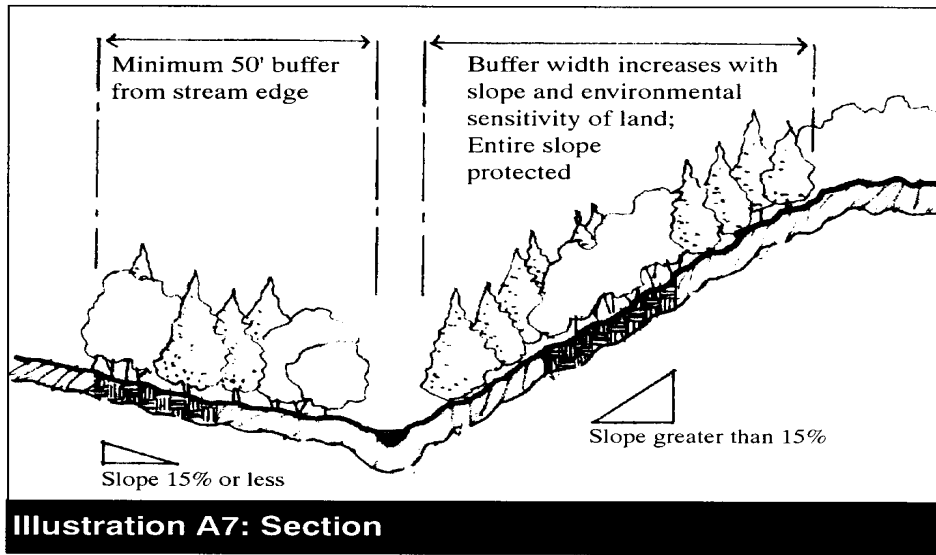 Minimum 50' buffer
from stream edge
Buffer width increases with
slope and environmental
sensitivity of land;
Entire slope
protected
Slope 15% or less
Slope greater than 15%
Illustration A7: Section